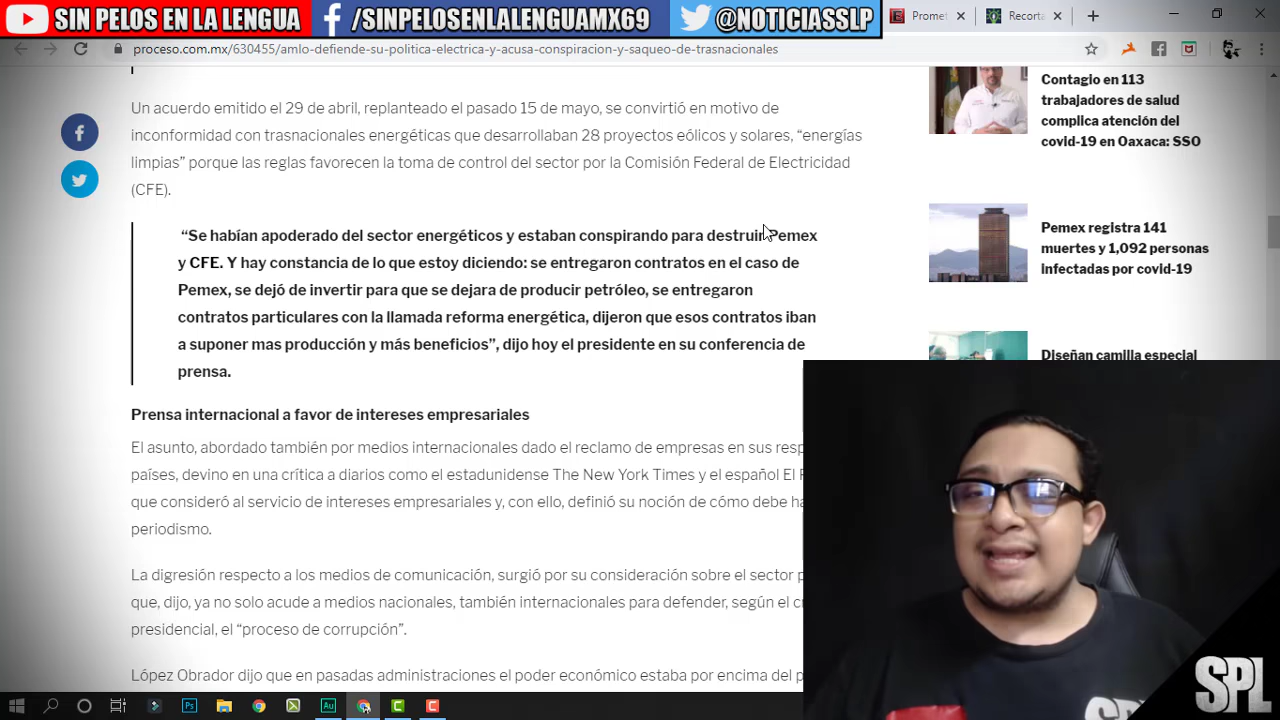 SIN PELOS EN LA LENGUA
/SINPELOSENLALENGUAMX69
@NOTICIASSLP
Promet
Recorta
proceso.com.mx/630455/amlo-defiende-su-politica-electrica-y-acusa-conspiracion-y-saqueo-de-trasnacionales
Un acuerdo emitido el 29 de abril, replanteado el pasado 15 de mayo, se convirtió en motivo de
inconformidad con trasnacionales energéticas que desarrollaban 28 proyectos eólicos y solares, “energías
limpias” porque las reglas favorecen la toma de control del sector por la Comisión Federal de Electricidad
(CFE).
“Se habían apoderado del sector energéticos y estaban conspirando para destruir Pemex
y CFE. Y hay constancia de lo que estoy diciendo: se entregaron contratos en el caso de
Pemex, se dejó de invertir para que se dejara de producir petróleo, se entregaron
contratos particulares con la llamada reforma energética, dijeron que esos contratos iban
a suponer mas producción y más beneficios”, dijo hoy el presidente en su conferencia de
prensa.
Prensa internacional a favor de intereses empresariales
El asunto, abordado también por medios internacionales dado el reclamo de empresas en sus resp
países, devino en una crítica a diarios como el estadunidense The New York Times y el español El
que consideró al servicio de intereses empresariales y, con ello, definió su noción de cómo debe ha
periodismo.
La digresión respecto a los medios de comunicación, surgió por su consideración sobre el sector p
que, dijo, ya no solo acude a medios nacionales, también internacionales para defender, según el
presidencial, el “proceso de corrupción”.
López Obrador dijo que en pasadas administraciones el poder económico estaba por encima del p
Contagio en 113
trabajadores de salud
complica atención del
covid-19 en Oaxaca: SSO
Pemex registra 141
muertes y 1,092 personas
infectadas por covid-19
Diseñan camilla especial
SPL
SPL